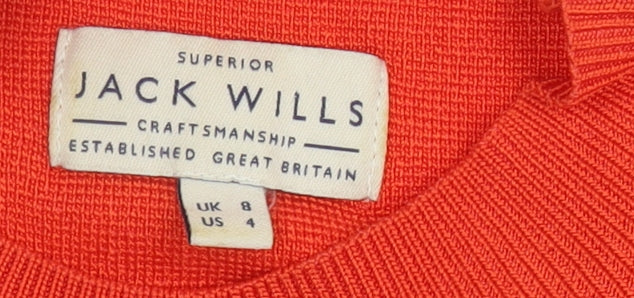 SUPERIOR
JACK WILLS
CRAFTSMANSHIP
ESTABLISHED GREAT BRITAIN
UK 8
US 4